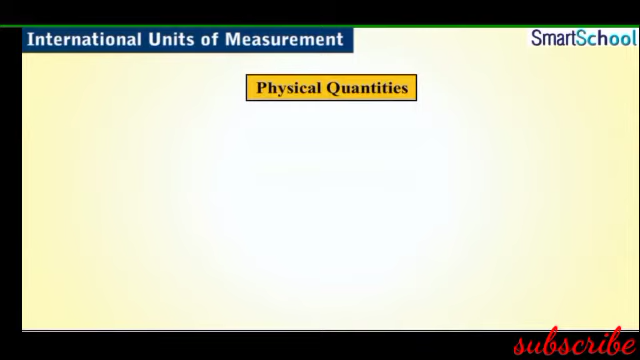 International Units of Measurement
SmartSchool
Physical Quantities
subscribe